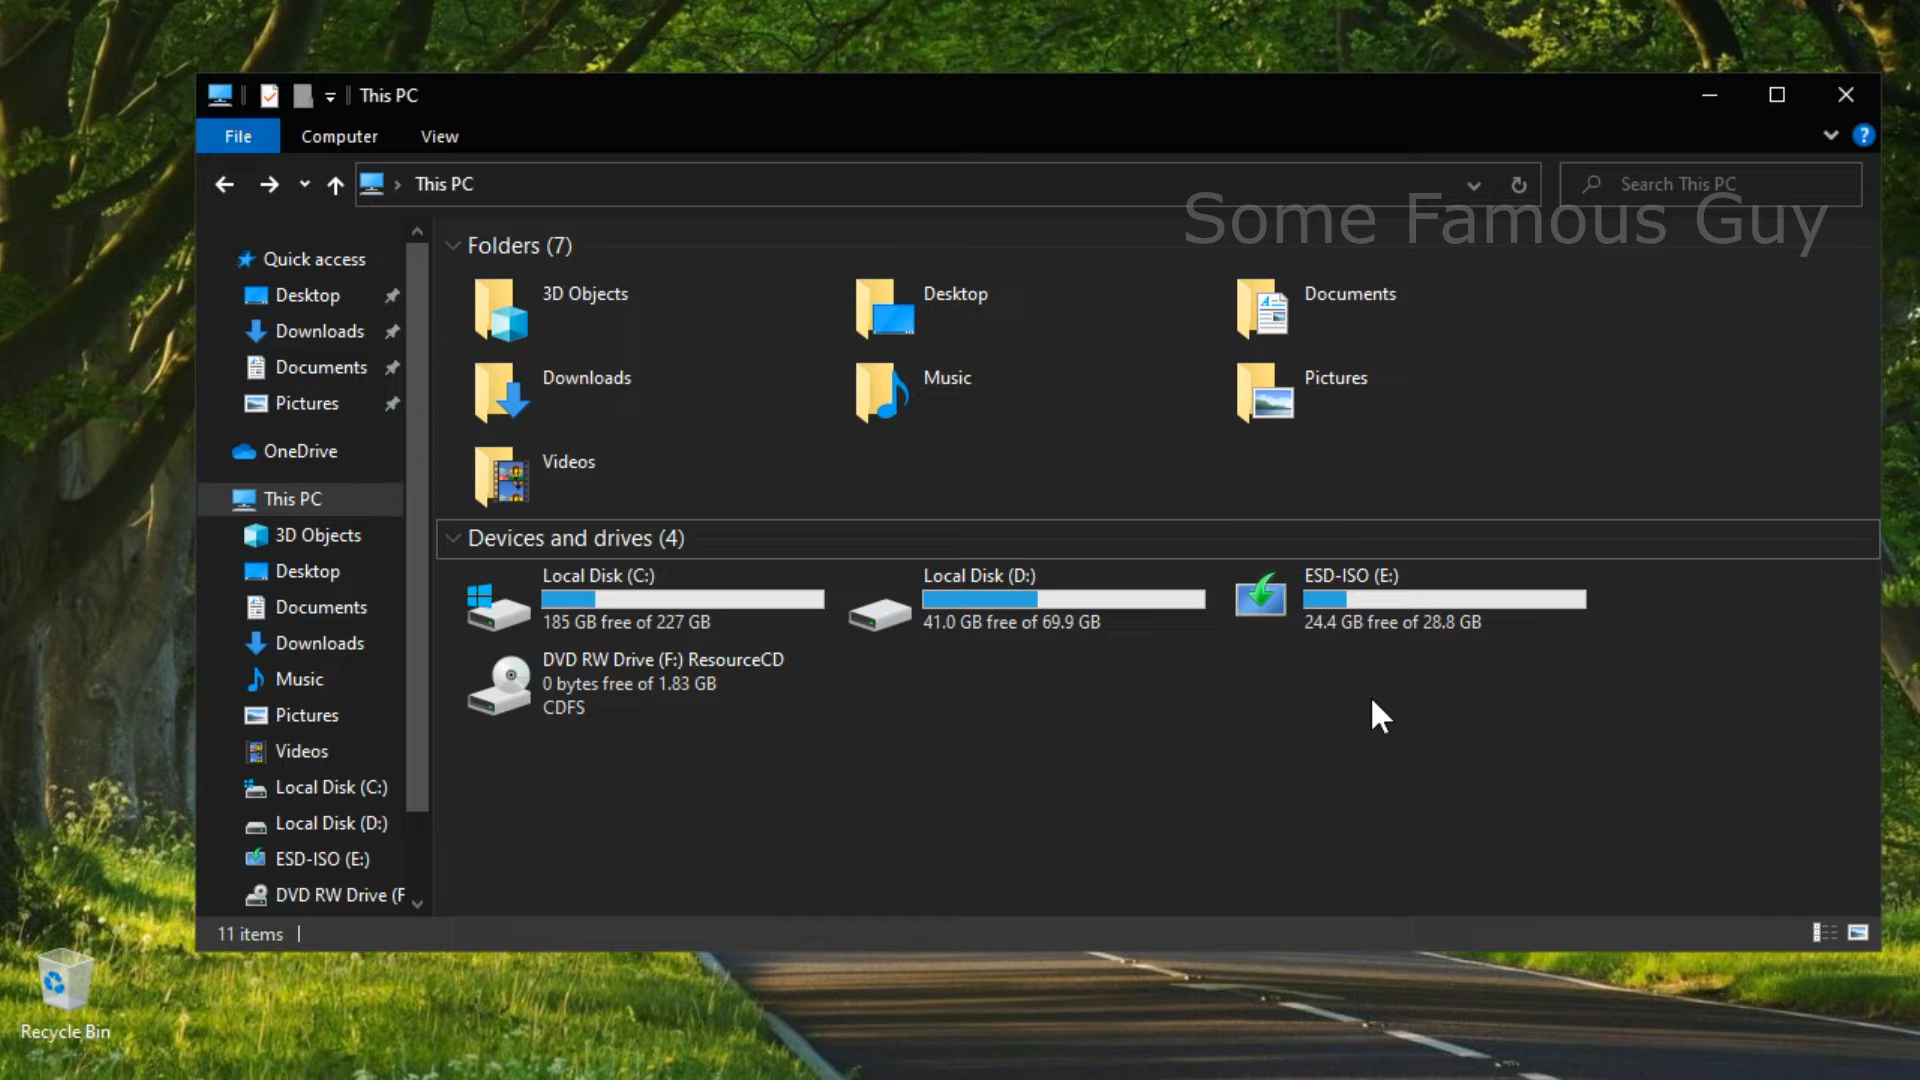 This PC
File Computer View
This PC
Search This PC
Some Famous Guy
Quick access
Desktop
Downloads
Documents
Pictures
OneDrive
This PC
3D Objects
Desktop
Documents
Downloads
Music
Pictures
Videos
Local Disk (C:)
Local Disk (D:)
ESD-ISO (E:)
DVD RW Drive (F
Folders (7)
3D Objects
Desktop
Documents
Downloads
Music
Pictures
Videos
Devices and drives (4)
Local Disk (C:)
185 GB free of 227 GB
Local Disk (D:)
41.0 GB free of 69.9 GB
ESD-ISO (E:)
24.4 GB free of 28.8 GB
DVD RW Drive (F:) ResourceCD
0 bytes free of 1.83 GB
CDFS
11 items
Recycle Bin